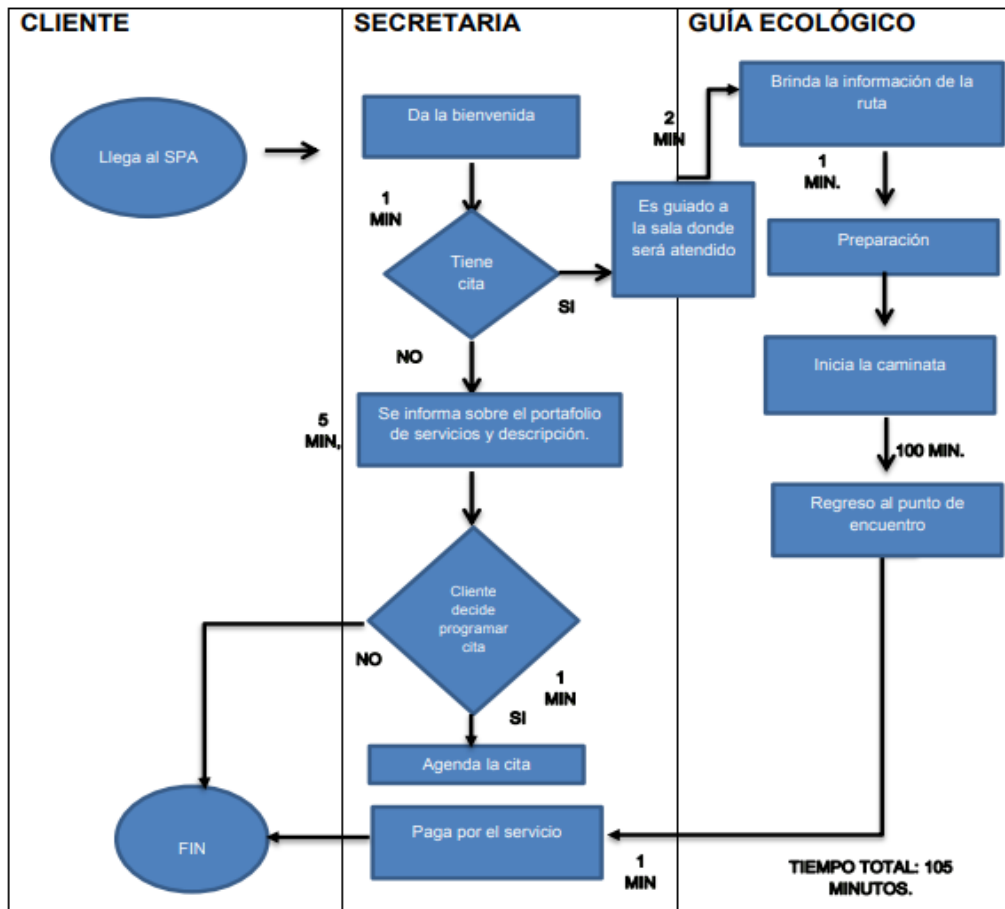 CLIENTE
SECRETARIA
GUÍA ECOLÓGICO
Llega al SPA
Da la bienvenida
1
MIN
Tiene
cita
SI
NO
Es guiado a
la sala donde
será atendido
2
MIN
Brinda la información de la
ruta
1
MIN.
Preparación
Inicia la caminata
100 MIN.
Regreso al punto de
encuentro
5
MIN,
Se informa sobre el portafolio
de servicios y descripción.
Cliente
decide
programar
cita
NO
1
MIN
SI
Agenda la cita
Paga por el servicio
1
MIN
FIN
TIEMPO TOTAL: 105
MINUTOS.